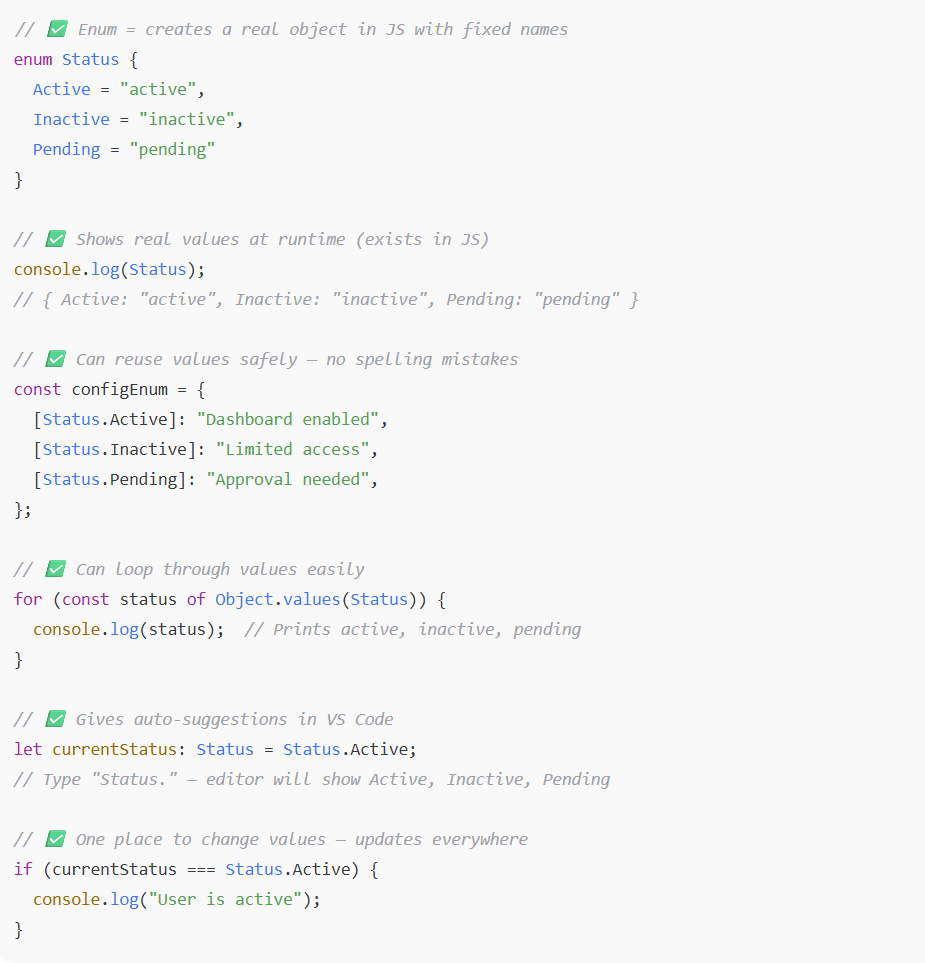 // ✅ Enum = creates a real object in JS with fixed names
enum Status {
  Active = "active",
  Inactive = "inactive",
  Pending = "pending"
}

// ✅ Shows real values at runtime (exists in JS)
console.log(Status);
// { Active: "active", Inactive: "inactive", Pending: "pending" }

// ✅ Can reuse values safely — no spelling mistakes
const configEnum = {
  [Status.Active]: "Dashboard enabled",
  [Status.Inactive]: "Limited access",
  [Status.Pending]: "Approval needed",
};

// ✅ Can loop through values easily
for (const status of Object.values(Status)) {
  console.log(status);  // Prints active, inactive, pending
}

// ✅ Gives auto-suggestions in VS Code
let currentStatus: Status = Status.Active;
// Type "Status." — editor will show Active, Inactive, Pending

// ✅ One place to change values — updates everywhere
if (currentStatus === Status.Active) {
  console.log("User is active");
}